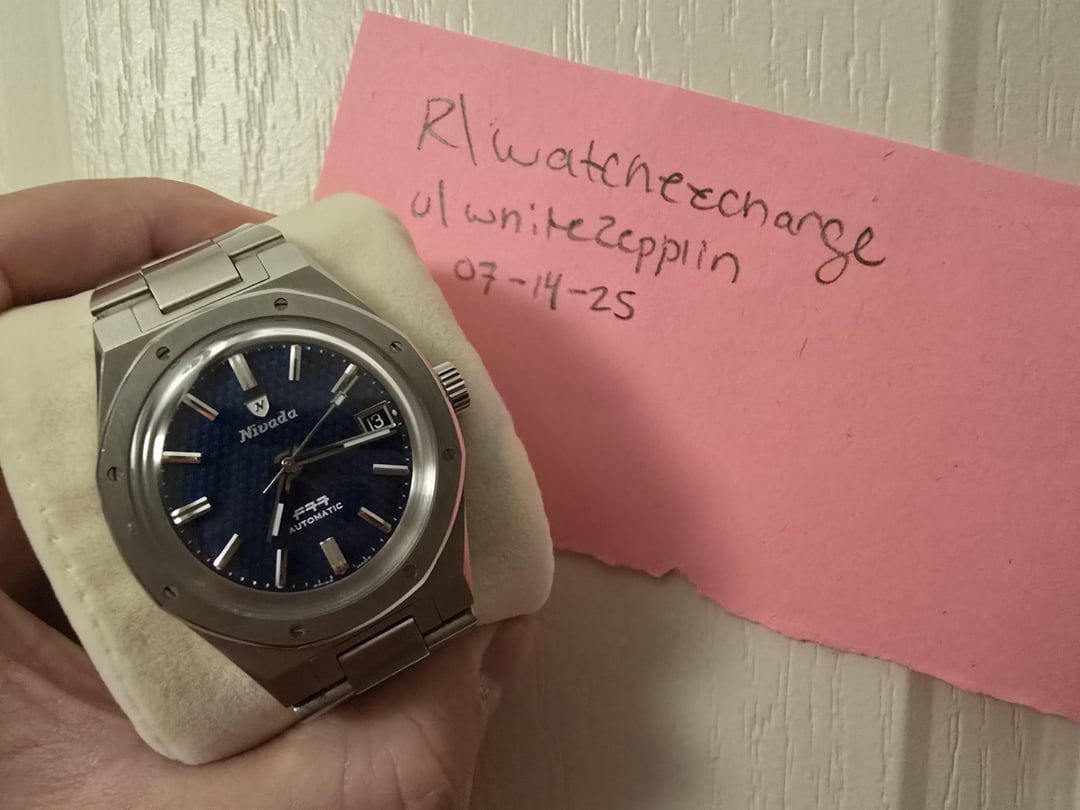 R\watchexchange
u\whitezepplin
07-14-25
N
Nivada
13
F77
AUTOMATIC